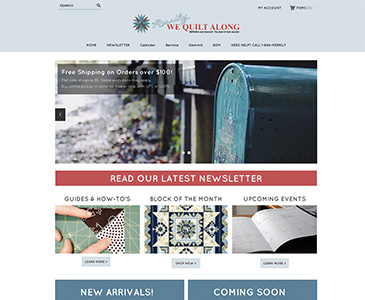 SEARCH
MY ACCOUNT
ITEMS (0)
Merrily
WE QUILT ALONG
HOME NEWSLETTER Calendar Bernina Gammill BOM NEED HELP? CALL 1-866-MERRILY
Free Shipping on Orders over $100!
READ OUR LATEST NEWSLETTER
GUIDES & HOW-TO'S
BLOCK OF THE MONTH
UPCOMING EVENTS
LEARN MORE >
SHOP NOW >
LEARN MORE >
NEW ARRIVALS!
COMING SOON